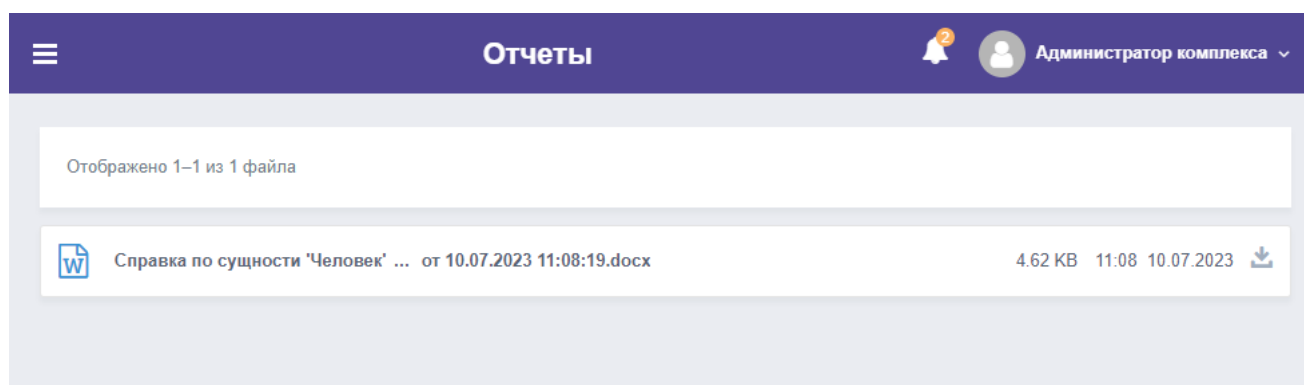 Отчеты
2
Администратор комплекса
Отображено 1–1 из 1 файла
W
Справка по сущности 'Человек' ... от 10.07.2023 11:08:19.docx 4.62 KB 11:08 10.07.2023